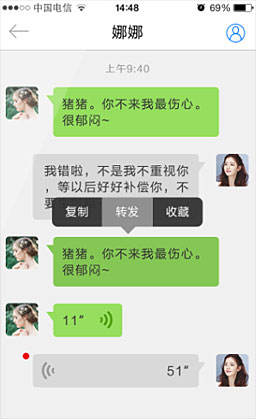 中国电信
14:48
69%
娜娜
上午9:40
猪猪。你不来我最伤心。
很郁闷~
我错啦，不是我不重视你
，等以后好好补偿你，不
要
复制 转发 收藏
猪猪。你不来我最伤心。
很郁闷~
11″
51″